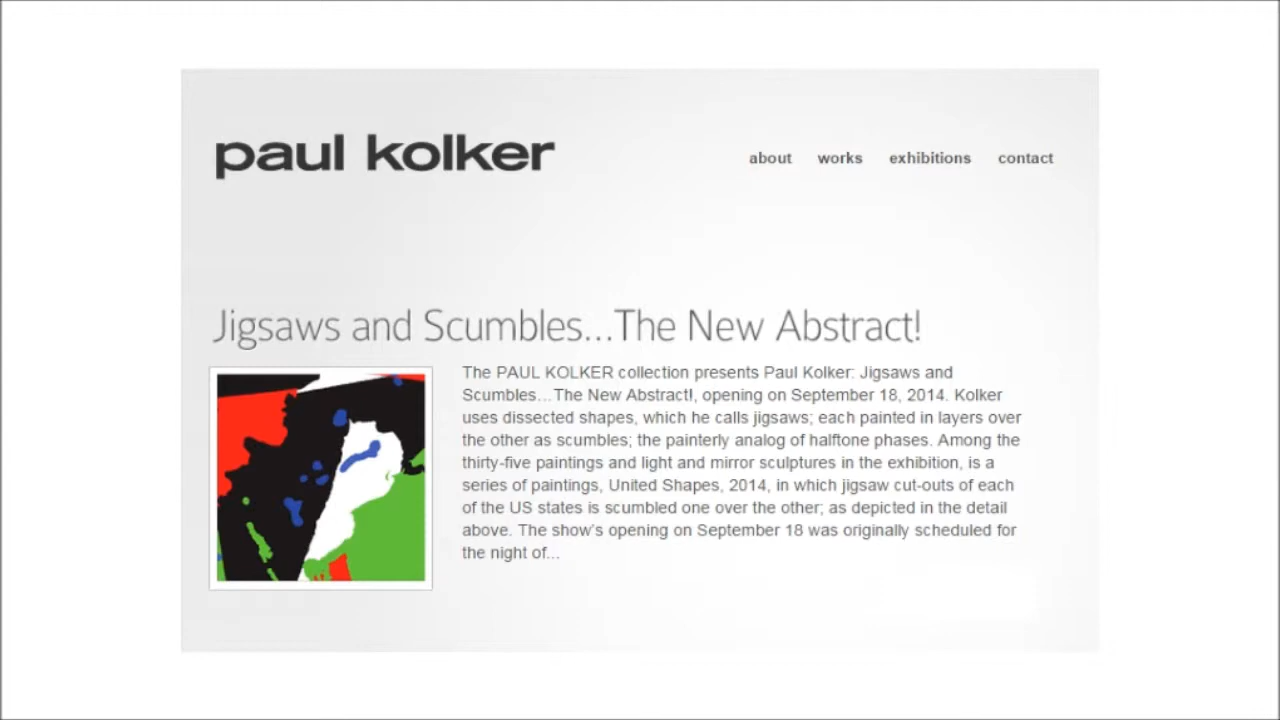 paul kolker
about works exhibitions contact
Jigsaws and Scumbles...The New Abstract!
The PAUL KOLKER collection presents Paul Kolker: Jigsaws and
Scumbles...The New Abstract!, opening on September 18, 2014. Kolker
uses dissected shapes, which he calls jigsaws; each painted in layers over
the other as scumbles; the painterly analog of halftone phases. Among the
thirty-five paintings and light and mirror sculptures in the exhibition, is a
series of paintings, United Shapes, 2014, in which jigsaw cut-outs of each
of the US states is scumbled one over the other; as depicted in the detail
above. The show's opening on September 18 was originally scheduled for
the night of...